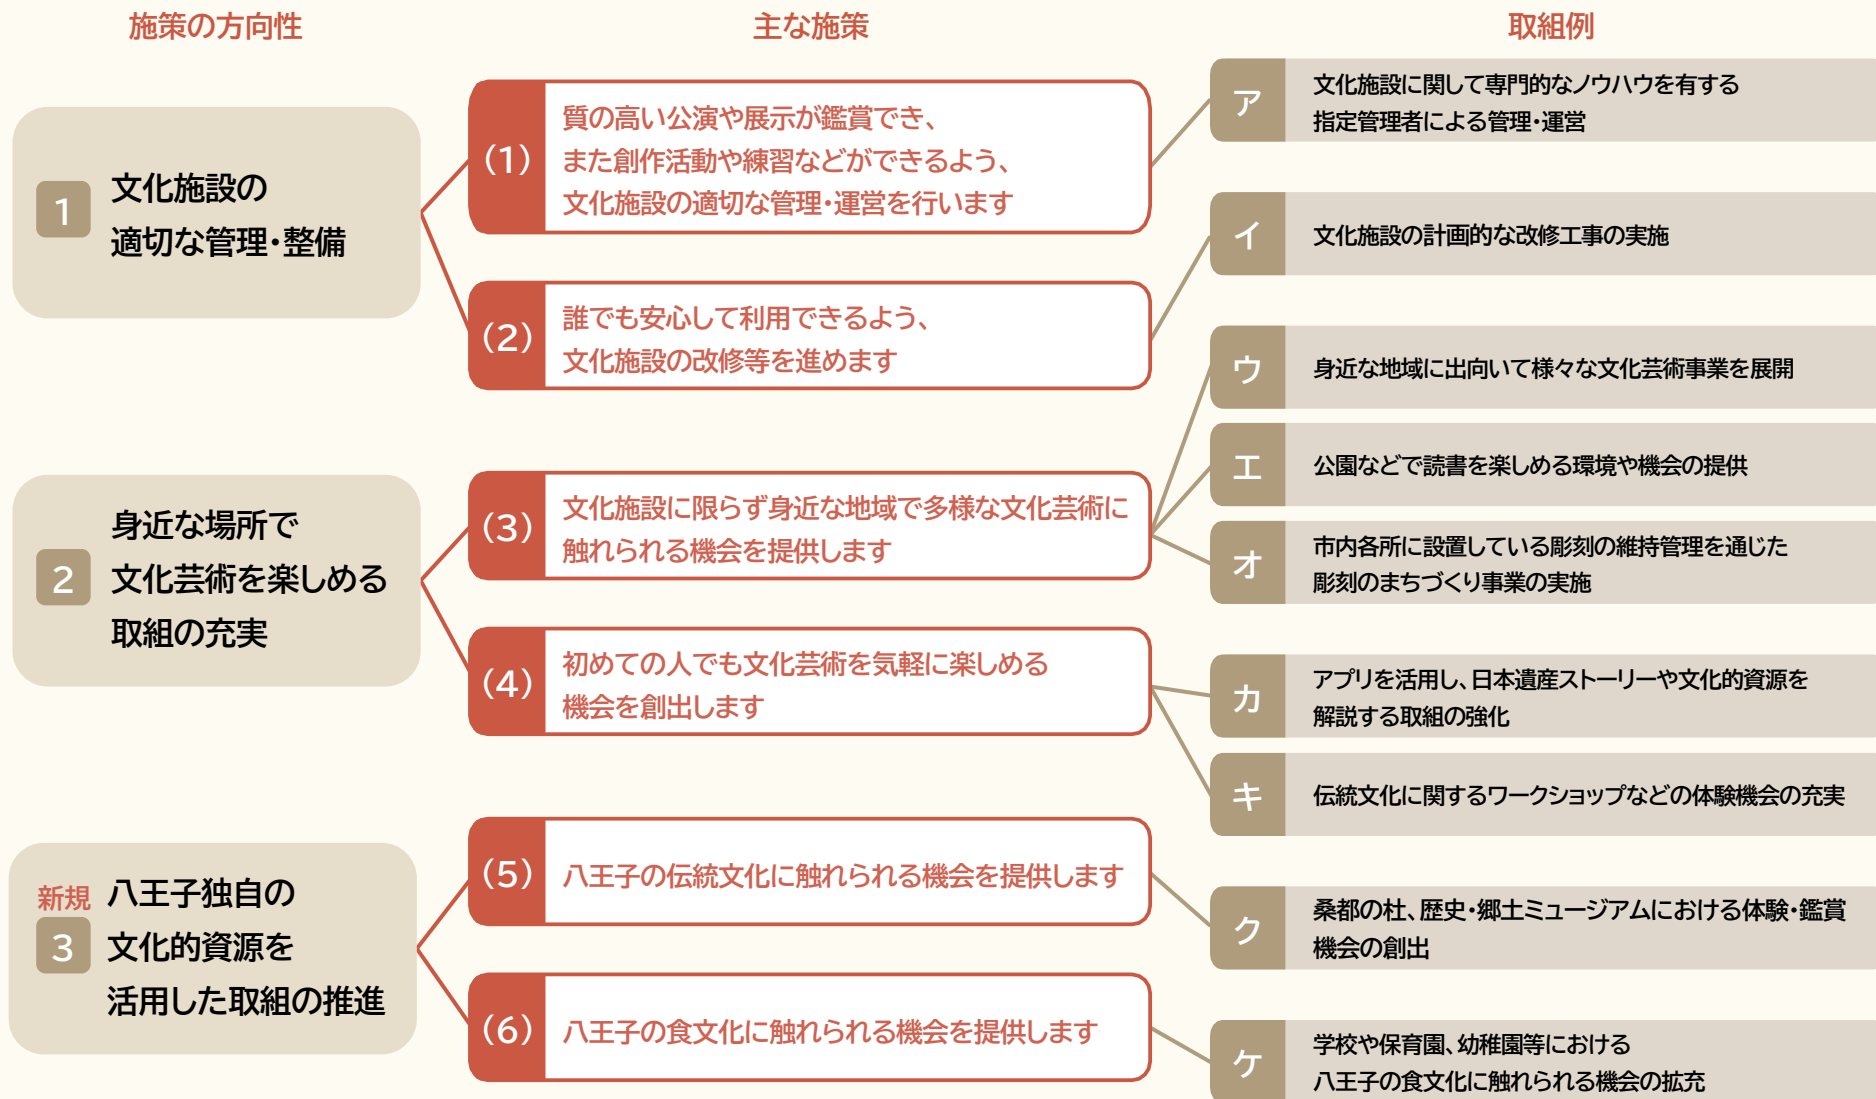 施策の方向性
主な施策
取組例
1
文化施設の
適切な管理・整備
(1)
質の高い公演や展示が鑑賞でき、
また創作活動や練習などができるよう、
文化施設の適切な管理・運営を行います
ア
文化施設に関して専門的なノウハウを有する
指定管理者による管理・運営
(2)
誰でも安心して利用できるよう、
文化施設の改修等を進めます
イ
文化施設の計画的な改修工事の実施
2
身近な場所で
文化芸術を楽しめる
取組の充実
(3)
文化施設に限らず身近な地域で多様な文化芸術に
触れられる機会を提供します
ウ
身近な地域に出向いて様々な文化芸術事業を展開
エ
公園などで読書を楽しめる環境や機会の提供
オ
市内各所に設置している彫刻の維持管理を通じた
彫刻のまちづくり事業の実施
(4)
初めての人でも文化芸術を気軽に楽しめる
機会を創出します
カ
アプリを活用し、日本遺産ストーリーや文化的資源を
解説する取組の強化
キ
伝統文化に関するワークショップなどの体験機会の充実
新規
3
八王子独自の
文化的資源を
活用した取組の推進
(5)
八王子の伝統文化に触れられる機会を提供します
ク
桑都の杜、歴史・郷土ミュージアムにおける体験・鑑賞
機会の創出
(6)
八王子の食文化に触れられる機会を提供します
ケ
学校や保育園、幼稚園等における
八王子の食文化に触れられる機会の拡充